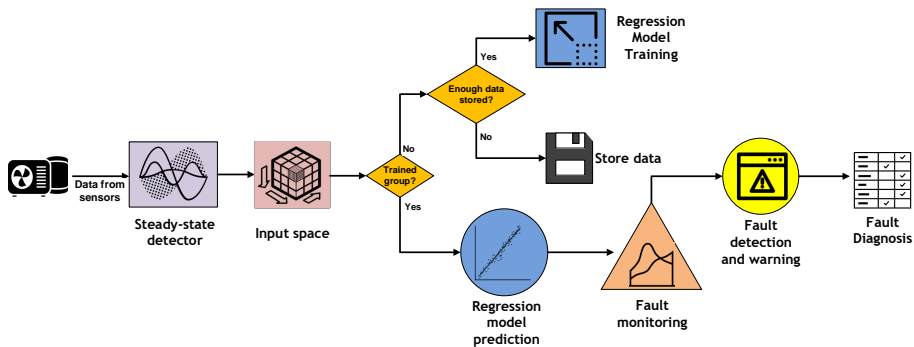 Data from
sensors
Steady-state
detector
Input space
Trained
group?
No
Yes
Enough data
stored?
Yes
No
Regression
Model
Training
Store data
Regression
model
prediction
Fault
monitoring
Fault
detection
and warning
Fault
Diagnosis